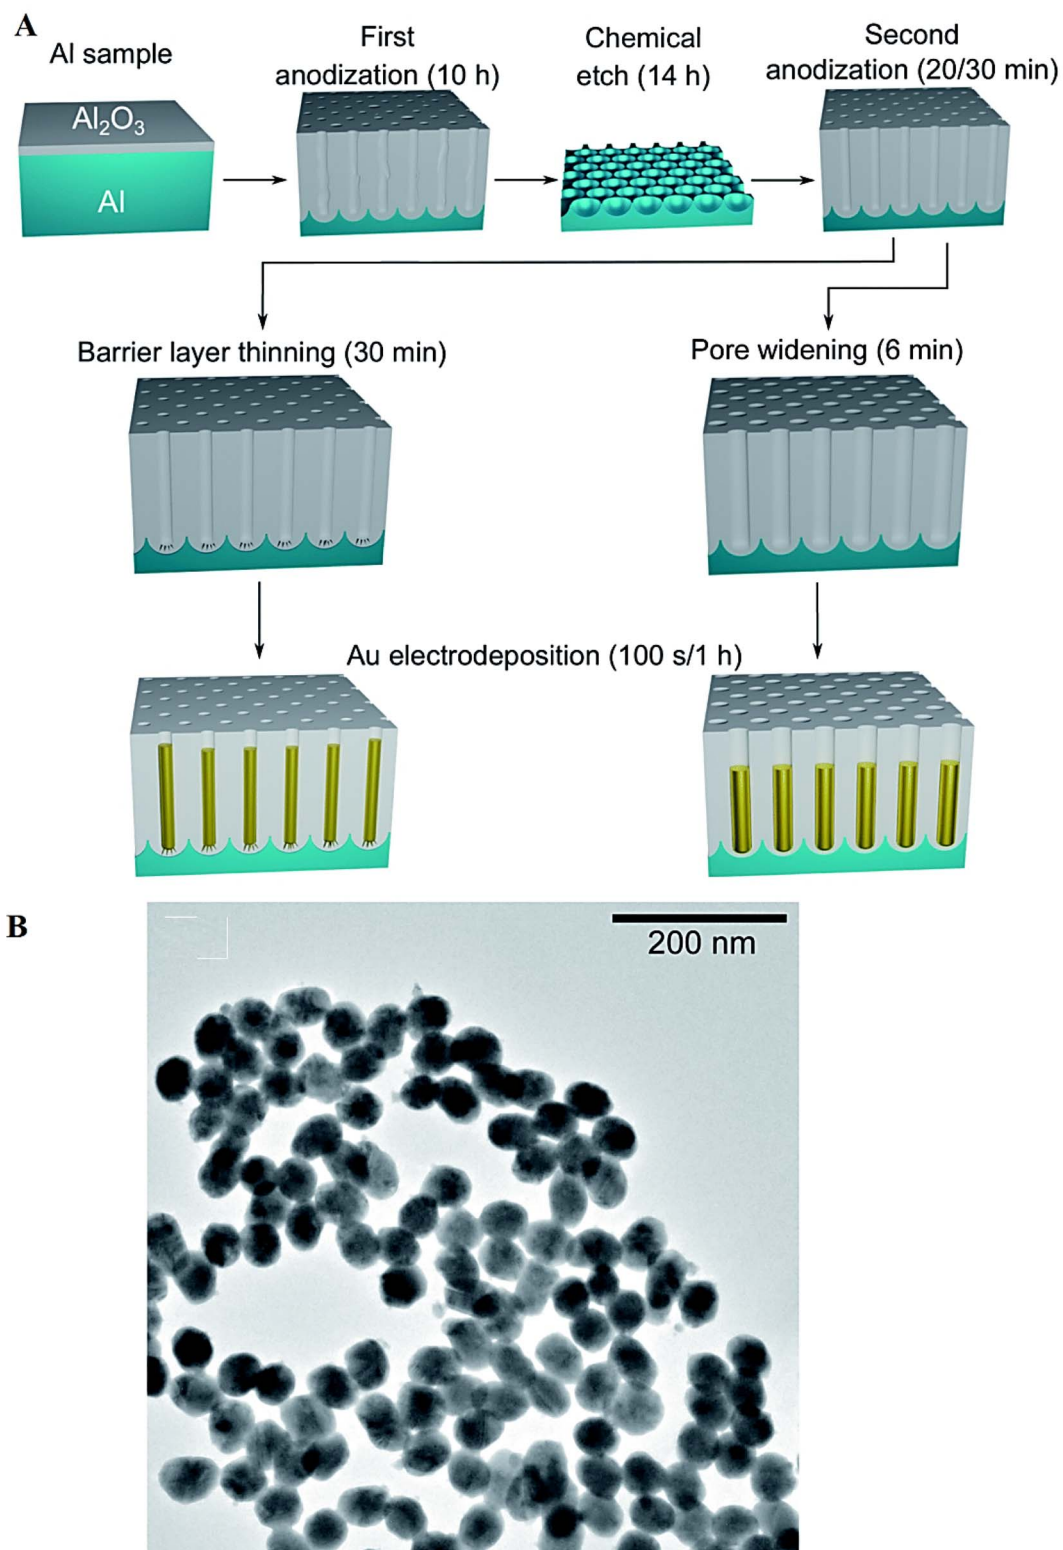 A
Al sample
First
anodization (10 h)
Chemical
etch (14 h)
Second
anodization (20/30 min)
Al₂O₃
Al
Barrier layer thinning (30 min)
Pore widening (6 min)
Au electrodeposition (100 s/1 h)
B
200 nm